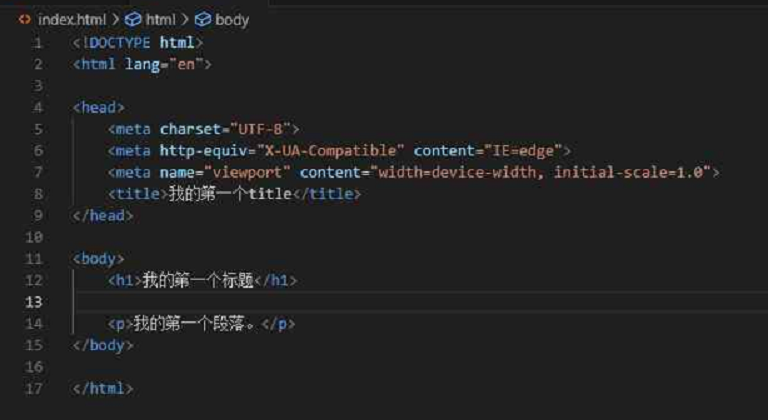 index.html > html > body
1 <!DOCTYPE html>
2 <html lang="en">
3
4 <head>
5     <meta charset="UTF-8">
6     <meta http-equiv="X-UA-Compatible" content="IE=edge">
7     <meta name="viewport" content="width=device-width, initial-scale=1.0">
8     <title>我的第一个title</title>
9 </head>
10
11 <body>
12     <h1>我的第一个标题</h1>
13
14     <p>我的第一个段落。</p>
15 </body>
16
17 </html>